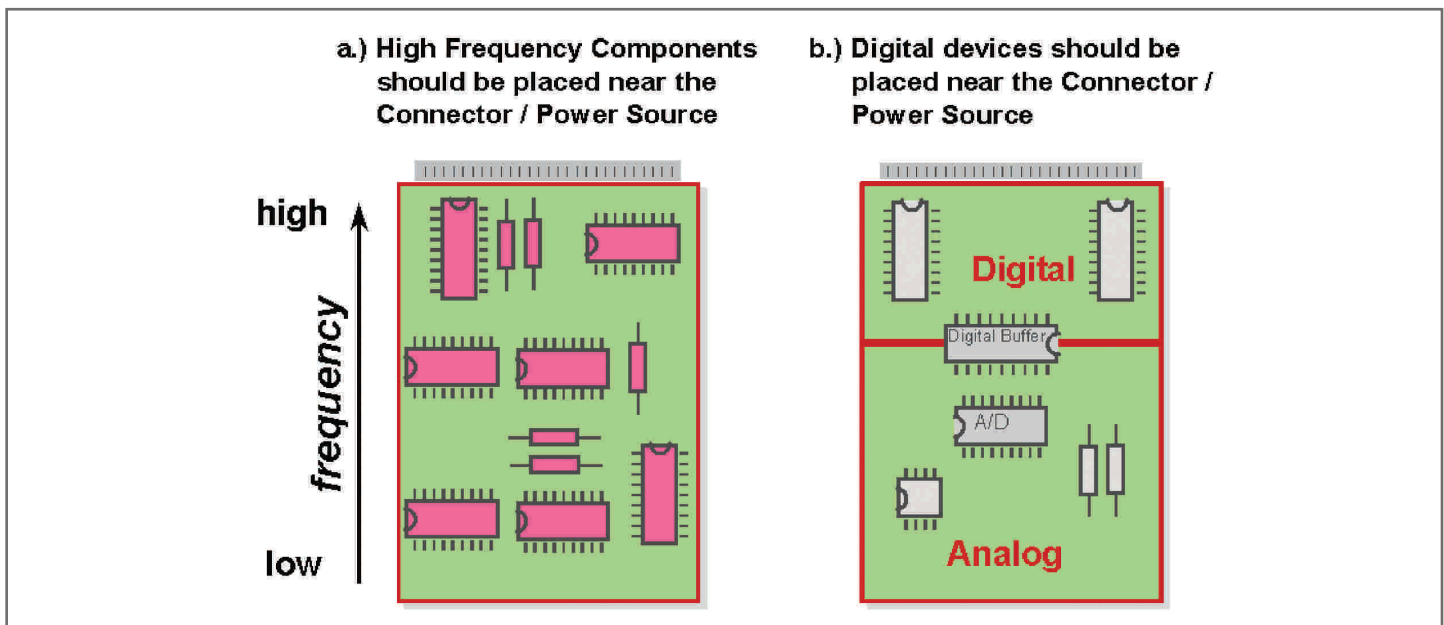 a.) High Frequency Components
should be placed near the
Connector / Power Source
high
frequency
low
b.) Digital devices should be
placed near the Connector /
Power Source
Digital
Digital Buffer
A/D
Analog